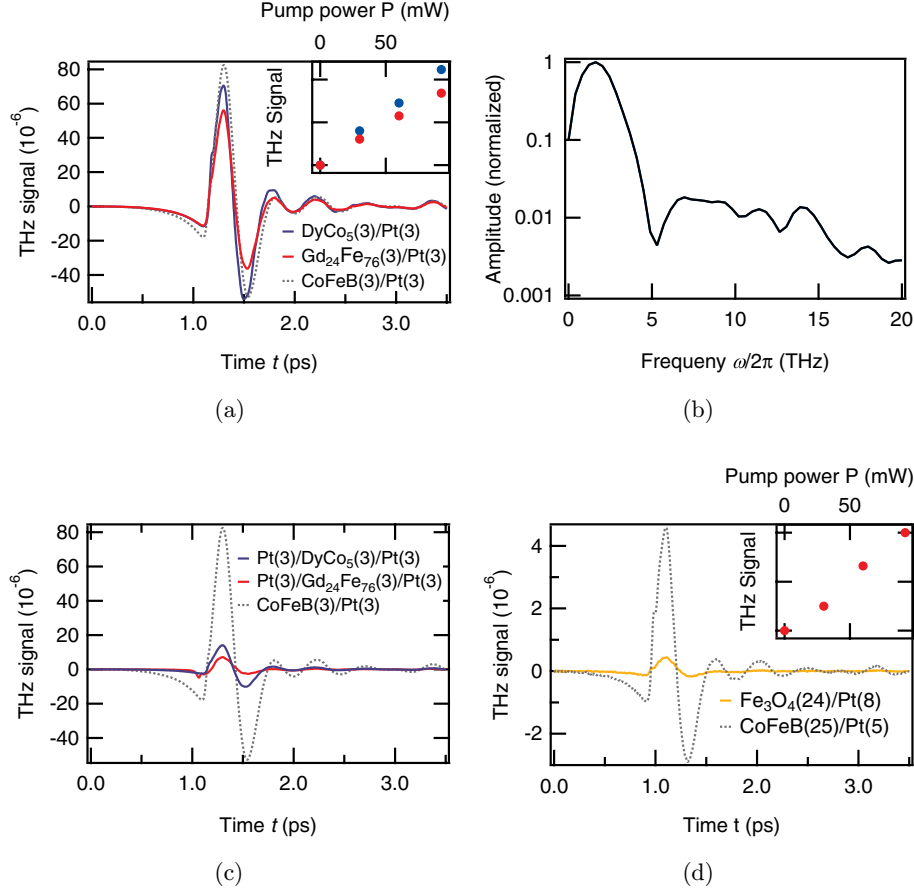 Pump power P (mW)
0 60
THz Signal
80
60
40
20
0
-20
-40
THz signal (10⁻⁶)
DyCo₅(3)/Pt(3)
Gd₂₄Fe₇₆(3)/Pt(3)
CoFeB(3)/Pt(3)
0.0 1.0 2.0 3.0
Time t (ps)
(a)
Amplitude (normalized)
1
0.1
0.01
0.001
0 5 10 15 20
Frequeny ω/2π (THz)
(b)
THz signal (10⁻⁶)
80
60
40
20
0
-20
-40
Pt(3)/DyCo₅(3)/Pt(3)
Pt(3)/Gd₂₄Fe₇₆(3)/Pt(3)
CoFeB(3)/Pt(3)
0.0 1.0 2.0 3.0
Time t (ps)
(c)
Pump power P (mW)
0 60
THz Signal
THz signal (10⁻⁶)
4
2
0
-2
Fe₃O₄(24)/Pt(8)
CoFeB(25)/Pt(5)
0.0 1.0 2.0 3.0
Time t (ps)
(d)